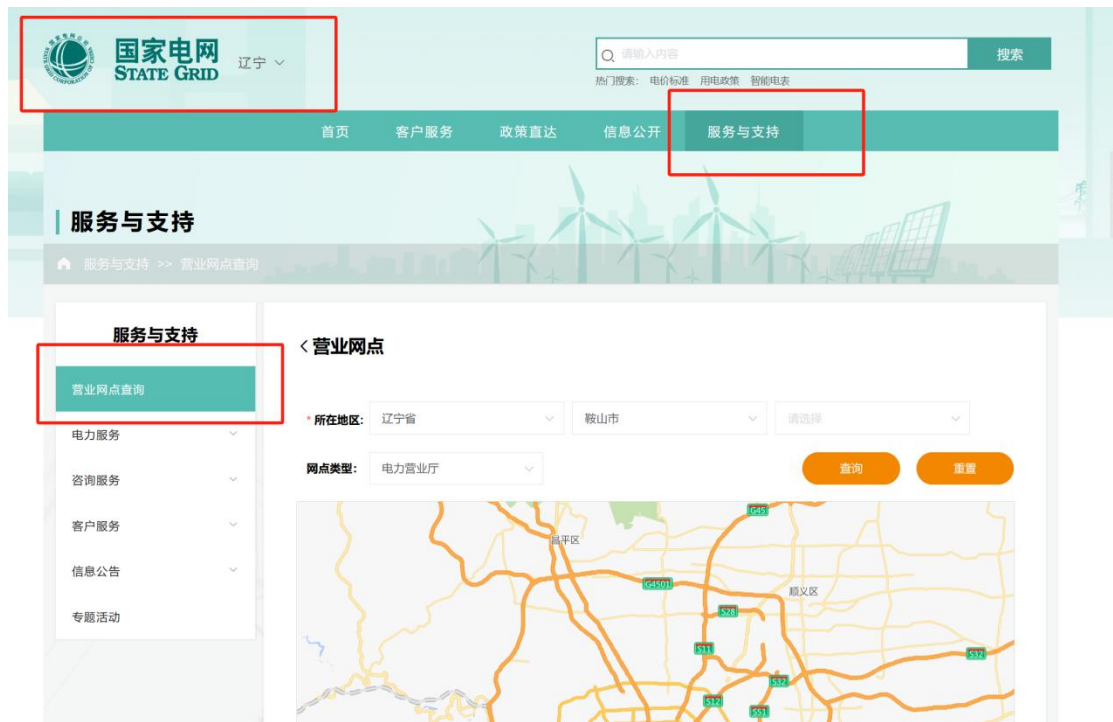 国家电网
STATE GRID
辽宁
请输入内容
搜索
热门搜索: 电价标准 用电政策 智能电表
首页 客户服务 政策直达 信息公开 服务与支持
服务与支持
服务与支持 >> 营业网点查询
服务与支持
营业网点查询
电力服务
咨询服务
客户服务
信息公告
专题活动
< 营业网点
* 所在地区: 辽宁省 鞍山市 请选择
网点类型: 电力营业厅 查询 重置
G45
昌平区
G4501
顺义区
S28
S11
S32
S32
S12
S51